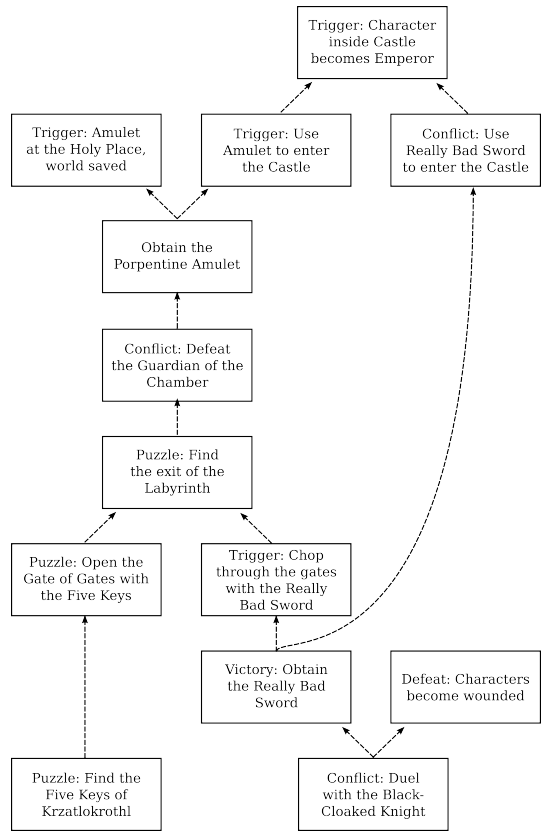 Trigger: Character
inside Castle
becomes Emperor
Trigger: Amulet
at the Holy Place,
world saved
Trigger: Use
Amulet to enter
the Castle
Conflict: Use
Really Bad Sword
to enter the Castle
Obtain the
Porpentine Amulet
Conflict: Defeat
the Guardian of the
Chamber
Puzzle: Find
the exit of the
Labyrinth
Puzzle: Open the
Gate of Gates with
the Five Keys
Trigger: Chop
through the gates
with the Really
Bad Sword
Victory: Obtain
the Really Bad
Sword
Defeat: Characters
become wounded
Puzzle: Find the
Five Keys of
Krzatlokrothl
Conflict: Duel
with the Black-
Cloaked Knight